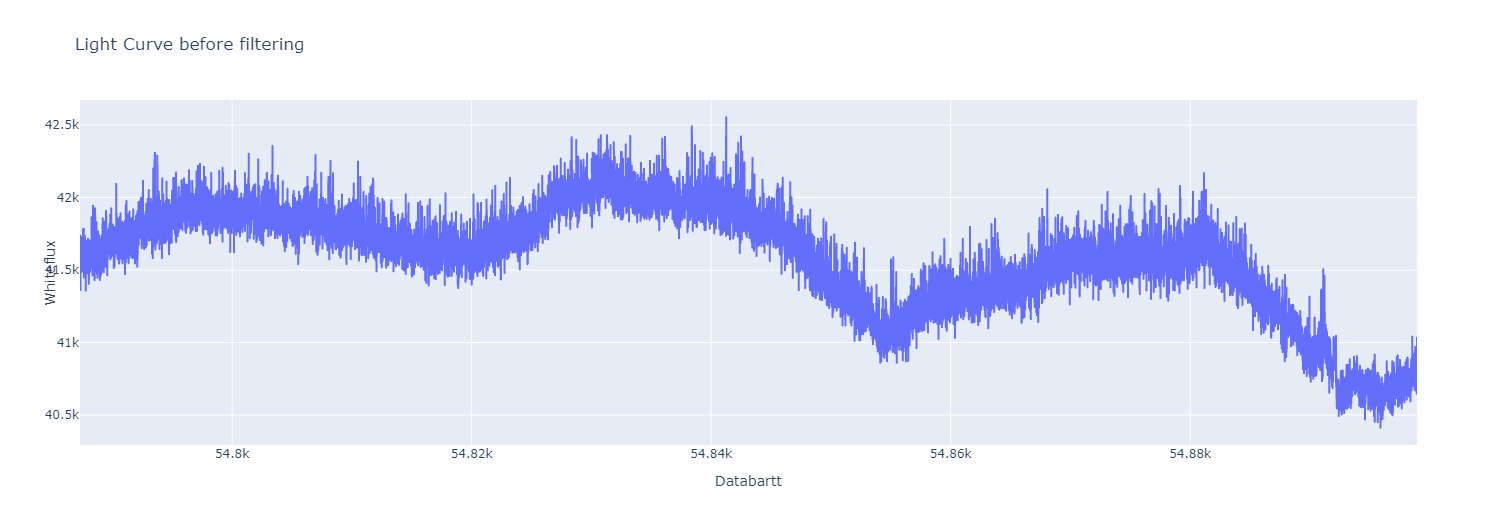 Light Curve before filtering
42.5k
42k
41.5k
41k
40.5k
Whiteflux
54.8k
54.82k
54.84k
54.86k
54.88k
Databartt